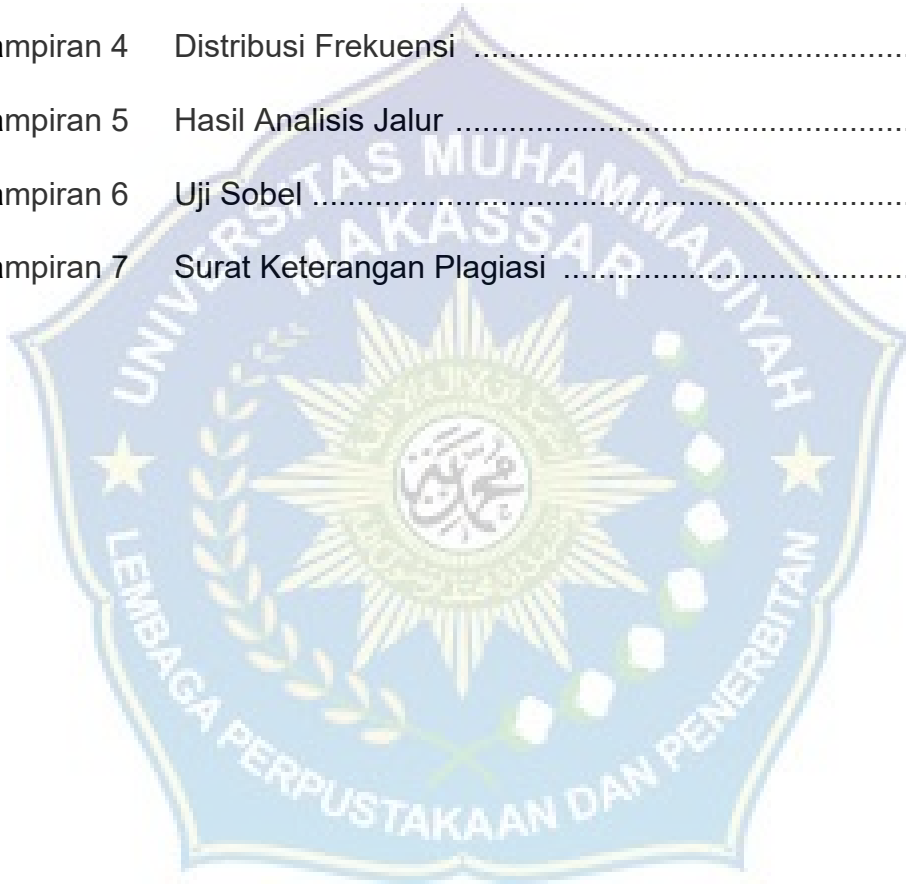 ampiran 4 Distribusi Frekuensi ........................................
ampiran 5 Hasil Analisis Jalur ..........................................
ampiran 6 Uji Sobel ........................................................
ampiran 7 Surat Keterangan Plagiasi ................................
UNIVERSITAS MUHAMMADIYAH
MAKASSAR
LEMBAGA PERPUSTAKAAN DAN PENERBITAN